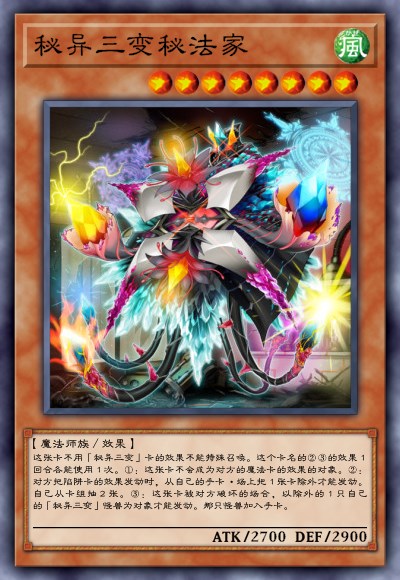 秘异三变秘法家
風
【魔法师族／效果】
这张卡不用「秘异三变」卡的效果不能特殊召唤。这个卡名的②③的效果1
回合各能使用1次。①：这张卡不会成为对方的魔法卡的效果的对象。②：
对方把陷阱卡的效果发动时，从自己的手卡·场上把1张卡除外才能发动。
自己从卡组抽2张。③：这张卡被对方破坏的场合，以除外的1只自己
的「秘异三变」怪兽为对象才能发动。那只怪兽加入手卡。
ATK/2700 DEF/2900